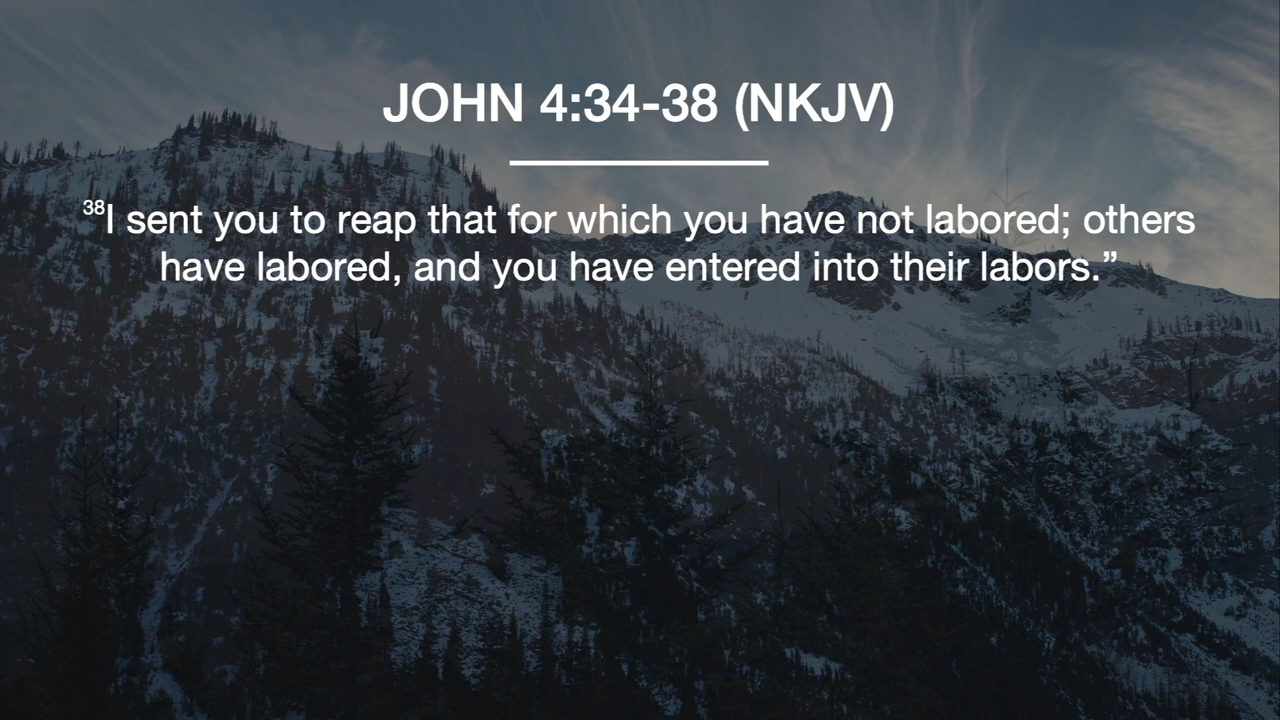 JOHN 4:34-38 (NKJV)
³⁸I sent you to reap that for which you have not labored; others
have labored, and you have entered into their labors.”